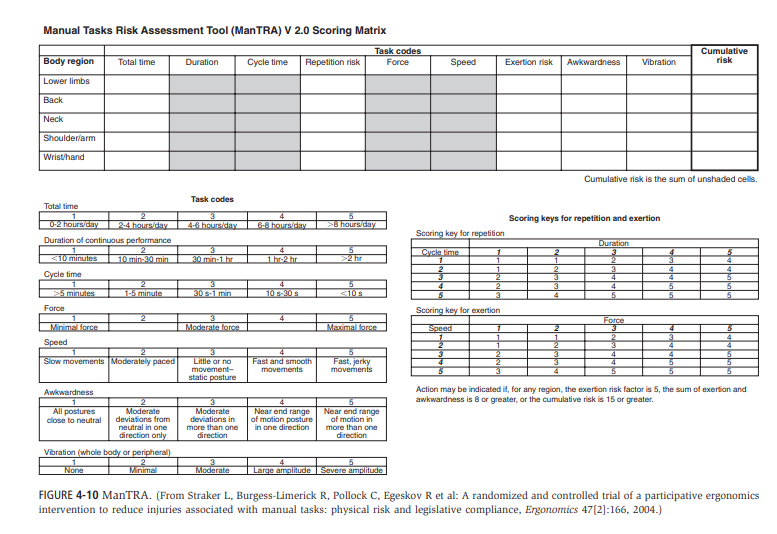 Manual Tasks Risk Assessment Tool (ManTRA) V 2.0 Scoring Matrix
Task codes
Body region Total time Duration Cycle time Repetition risk Force Speed Exertion risk Awkwardness Vibration Cumulative risk
Lower limbs
Back
Neck
Shoulder/arm
Wrist/hand
Cumulative risk is the sum of unshaded cells.
Task codes
Total time
1 2 3 4 5
0-2 hours/day 2-4 hours/day 4-6 hours/day 6-8 hours/day >8 hours/day
Duration of continuous performance
1 2 3 4 5
<10 minutes 10 min-30 min 30 min-1 hr 1 hr-2 hr >2 hr
Cycle time
1 2 3 4 5
>5 minutes 1-5 minute 30 s-1 min 10 s-30 s <10 s
Force
1 2 3 4 5
Minimal force Moderate force Maximal force
Speed
1 2 3 4 5
Slow movements Moderately paced Little or no movement–static posture Fast and smooth movements Fast, jerky movements
Awkwardness
1 2 3 4 5
All postures close to neutral Moderate deviations from neutral in one direction only Moderate deviations in more than one direction Near end range of motion posture in one direction Near end range of motion in more than one direction
Vibration (whole body or peripheral)
1 2 3 4 5
None Minimal Moderate Large amplitude Severe amplitude
Scoring keys for repetition and exertion
Scoring key for repetition
Duration
Cycle time 1 2 3 4 5
1 1 1 2 3 4
2 1 2 3 4 4
3 2 3 4 4 5
4 2 3 4 5 5
5 3 4 5 5 5
Scoring key for exertion
Force
Speed 1 2 3 4 5
1 1 1 2 3 4
2 1 2 3 4 4
3 2 3 4 4 5
4 2 3 4 5 5
5 3 4 5 5 5
Action may be indicated if, for any region, the exertion risk factor is 5, the sum of exertion and
awkwardness is 8 or greater, or the cumulative risk is 15 or greater.
FIGURE 4-10 ManTRA. (From Straker L, Burgess-Limerick R, Pollock C, Egeskov R et al: A randomized and controlled trial of a participative ergonomics
intervention to reduce injuries associated with manual tasks: physical risk and legislative compliance, Ergonomics 47[2]:166, 2004.)